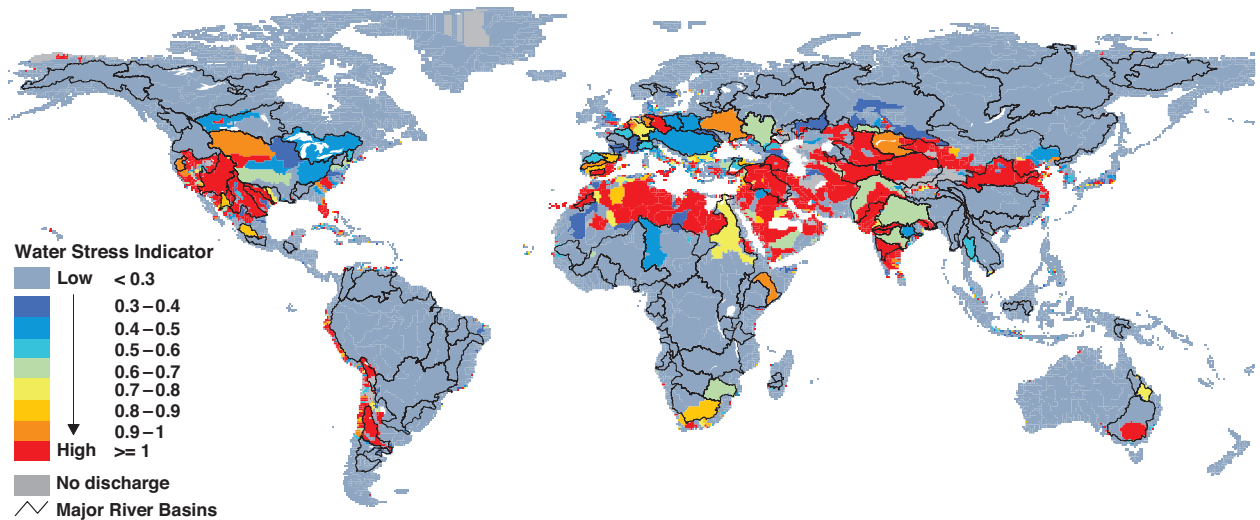 Water Stress Indicator
Low < 0.3
0.3 – 0.4
0.4 – 0.5
0.5 – 0.6
0.6 – 0.7
0.7 – 0.8
0.8 – 0.9
0.9 – 1
High >= 1
No discharge
Major River Basins